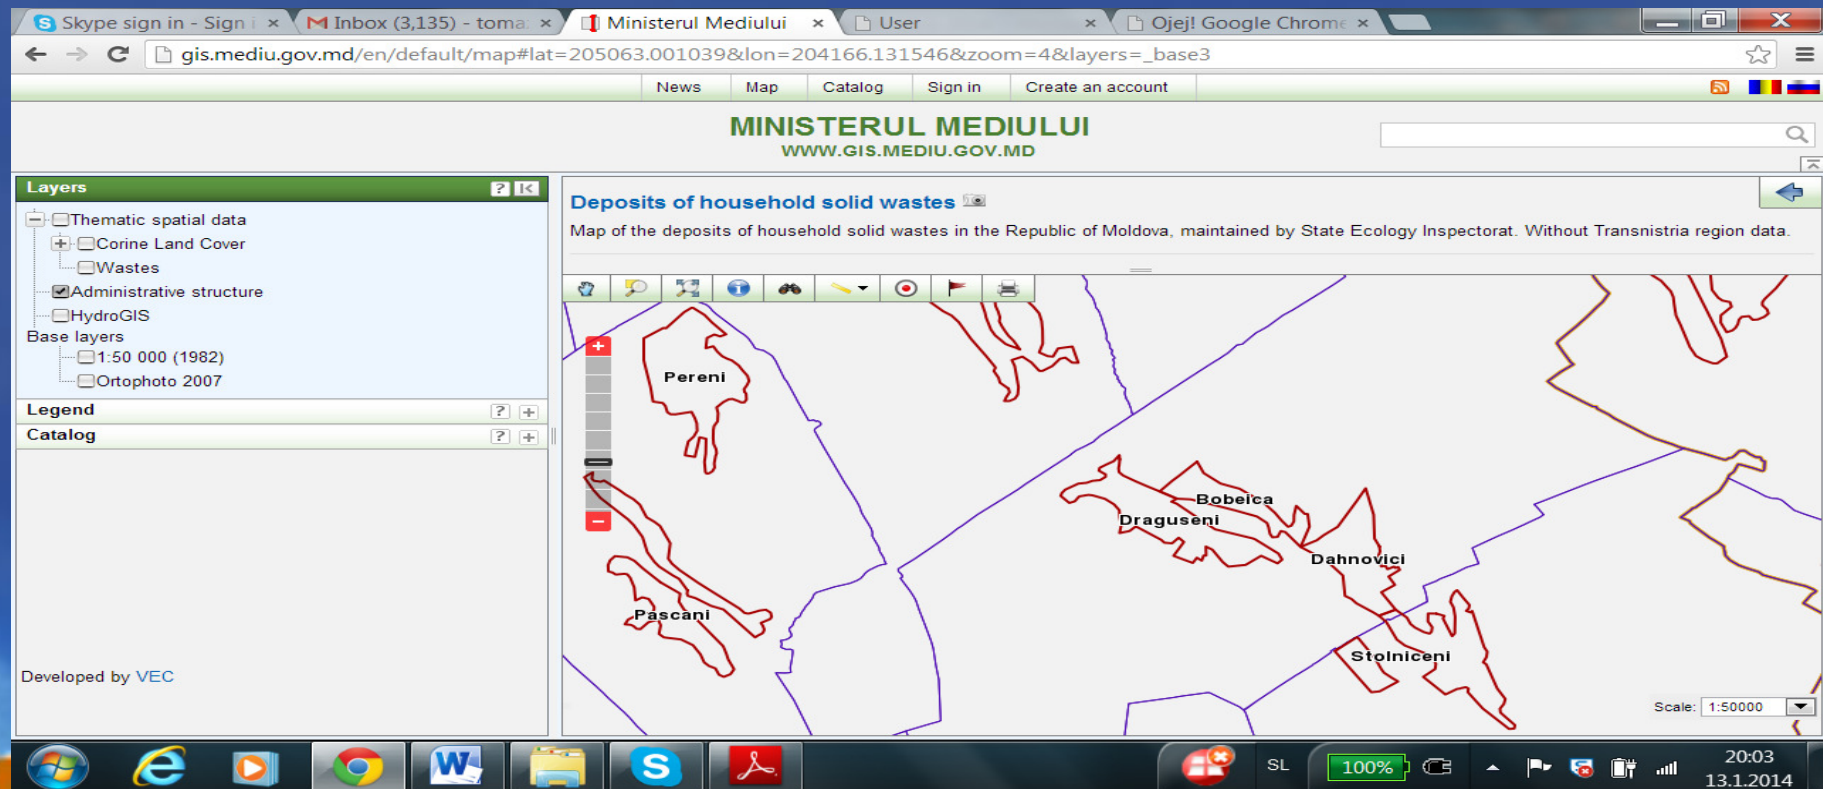 Skype sign in - Sign i
Inbox (3,135) - toma
Ministerul Mediului
User
Ojej! Google Chrome
gis.mediu.gov.md/en/default/map#lat=205063.001039&lon=204166.131546&zoom=4&layers=_base3
News Map Catalog Sign in Create an account
MINISTERUL MEDIULUI
WWW.GIS.MEDIU.GOV.MD
Layers
Thematic spatial data
Corine Land Cover
Wastes
Administrative structure
HydroGIS
Base layers
1:50 000 (1982)
Ortophoto 2007
Legend
Catalog
Developed by VEC
Deposits of household solid wastes
Map of the deposits of household solid wastes in the Republic of Moldova, maintained by State Ecology Inspectorat. Without Transnistria region data.
Pereni
Bobeica
Draguseni
Dahnovici
Pascani
Stolniceni
Scale: 1:50000
SL
100%
20:03
13.1.2014